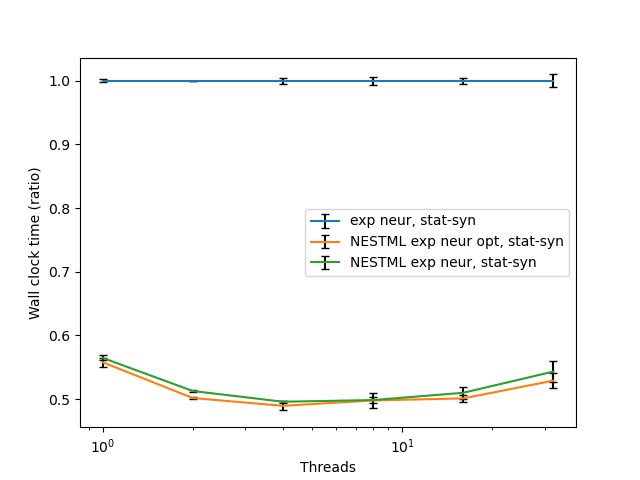 1.0
0.9
0.8
0.7
0.6
0.5
Wall clock time (ratio)
exp neur, stat-syn
NESTML exp neur opt, stat-syn
NESTML exp neur, stat-syn
10⁰
10¹
Threads